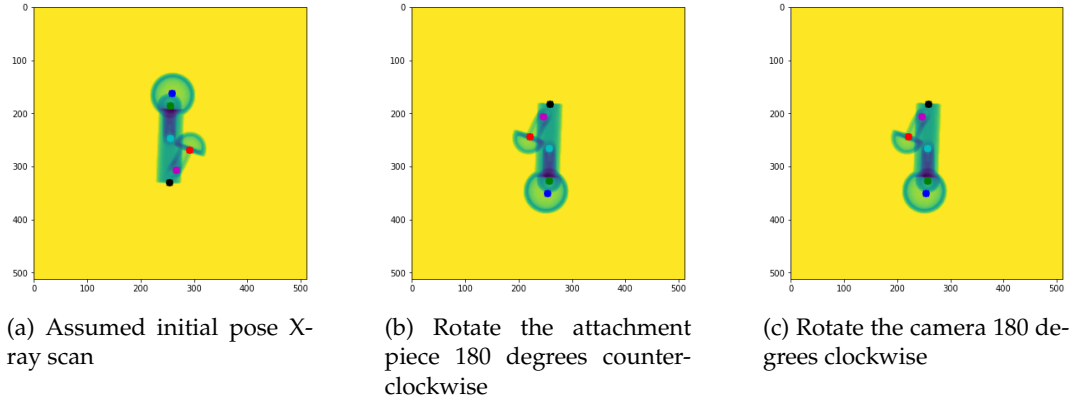 0
100
200
300
400
500
0 100 200 300 400 500
0
100
200
300
400
500
0 100 200 300 400 500
0
100
200
300
400
500
0 100 200 300 400 500
(a) Assumed initial pose X-
ray scan
(b) Rotate the attachment
piece 180 degrees counter-
clockwise
(c) Rotate the camera 180 de-
grees clockwise